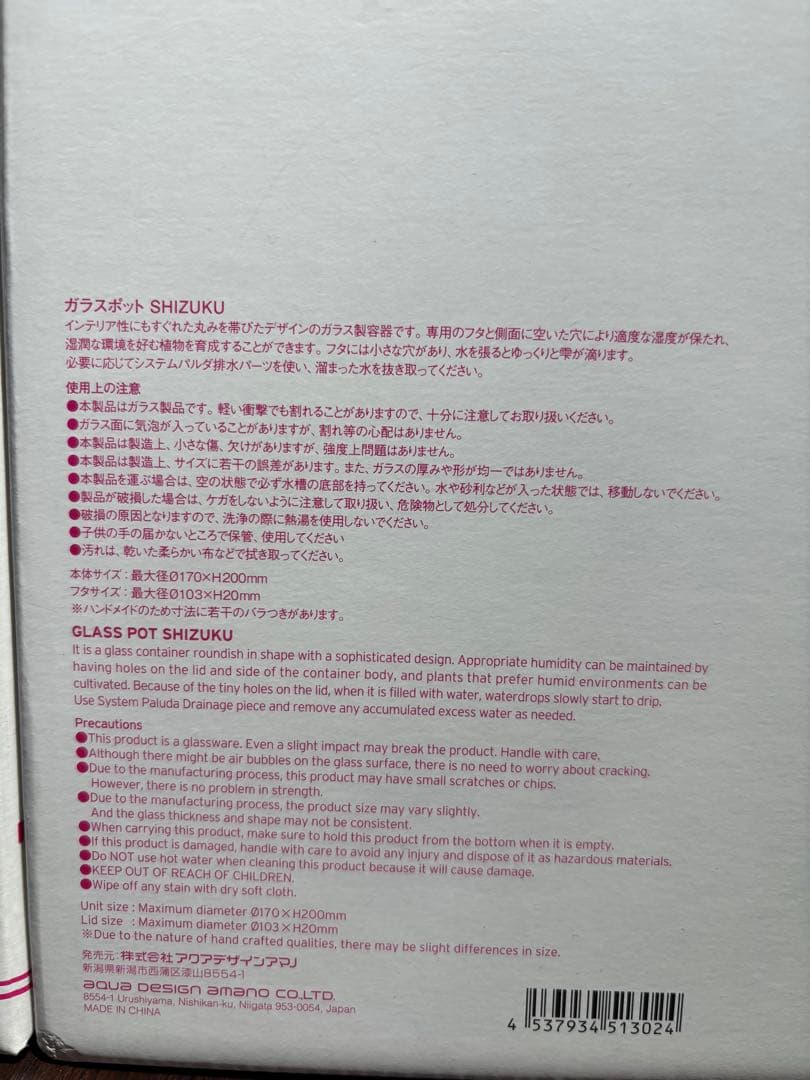 ガラスポット SHIZUKU
インテリア性にもすぐれた丸みを帯びたデザインのガラス製容器です。専用のフタと側面に空いた穴により適度な湿度が保たれ、
湿潤な環境を好む植物を育成することができます。フタには小さな穴があり、水を張るとゆっくりと雫が滴ります。
必要に応じてシステムパルダ排水パーツを使い、溜まった水を抜き取ってください。
使用上の注意
●本製品はガラス製品です。軽い衝撃でも割れることがありますので、十分に注意してお取り扱いください。
●ガラス面に気泡が入っていることがありますが、割れ等の心配はありません。
●本製品は製造上、小さな傷、欠けがありますが、強度上問題はありません。
●本製品は製造上、サイズに若干の誤差があります。また、ガラスの厚みや形が均一ではありません。
●本製品を運ぶ場合は、空の状態で必ず水槽の底部を持ってください。水や砂利などが入った状態では、移動しないでください。
●製品が破損した場合は、ケガをしないように注意して取り扱い、危険物として処分してください。
●破損の原因となりますので、洗浄の際に熱湯を使用しないでください。
●子供の手の届かないところで保管、使用してください
●汚れは、乾いた柔らかい布などで拭き取ってください。
本体サイズ：最大径Ø170×H200mm
フタサイズ：最大径Ø103×H20mm
※ハンドメイドのため寸法に若干のバラつきがあります。
GLASS POT SHIZUKU
It is a glass container roundish in shape with a sophisticated design. Appropriate humidity can be maintained by
having holes on the lid and side of the container body, and plants that prefer humid environments can be
cultivated. Because of the tiny holes on the lid, when it is filled with water, waterdrops slowly start to drip.
Use System Paluda Drainage piece and remove any accumulated excess water as needed.
Precautions
●This product is a glassware. Even a slight impact may break the product. Handle with care.
●Although there might be air bubbles on the glass surface, there is no need to worry about cracking.
●Due to the manufacturing process, this product may have small scratches or chips.
However, there is no problem in strength.
●Due to the manufacturing process, the product size may vary slightly.
And the glass thickness and shape may not be consistent.
●When carrying this product, make sure to hold this product from the bottom when it is empty.
●If this product is damaged, handle with care to avoid any injury and dispose of it as hazardous materials.
●Do NOT use hot water when cleaning this product because it will cause damage.
●KEEP OUT OF REACH OF CHILDREN.
●Wipe off any stain with dry soft cloth.
Unit size : Maximum diameter Ø170×H200mm
Lid size : Maximum diameter Ø103×H20mm
※Due to the nature of hand crafted qualities, there may be slight differences in size.
発売元：株式会社アクアデザインアマノ
新潟県新潟市西蒲区漆山8554-1
aqua Design amano co.,LTD.
8554-1 Urushiyama, Nishikan-ku, Niigata 953-0054, Japan
MADE IN CHINA
4 537934 513024